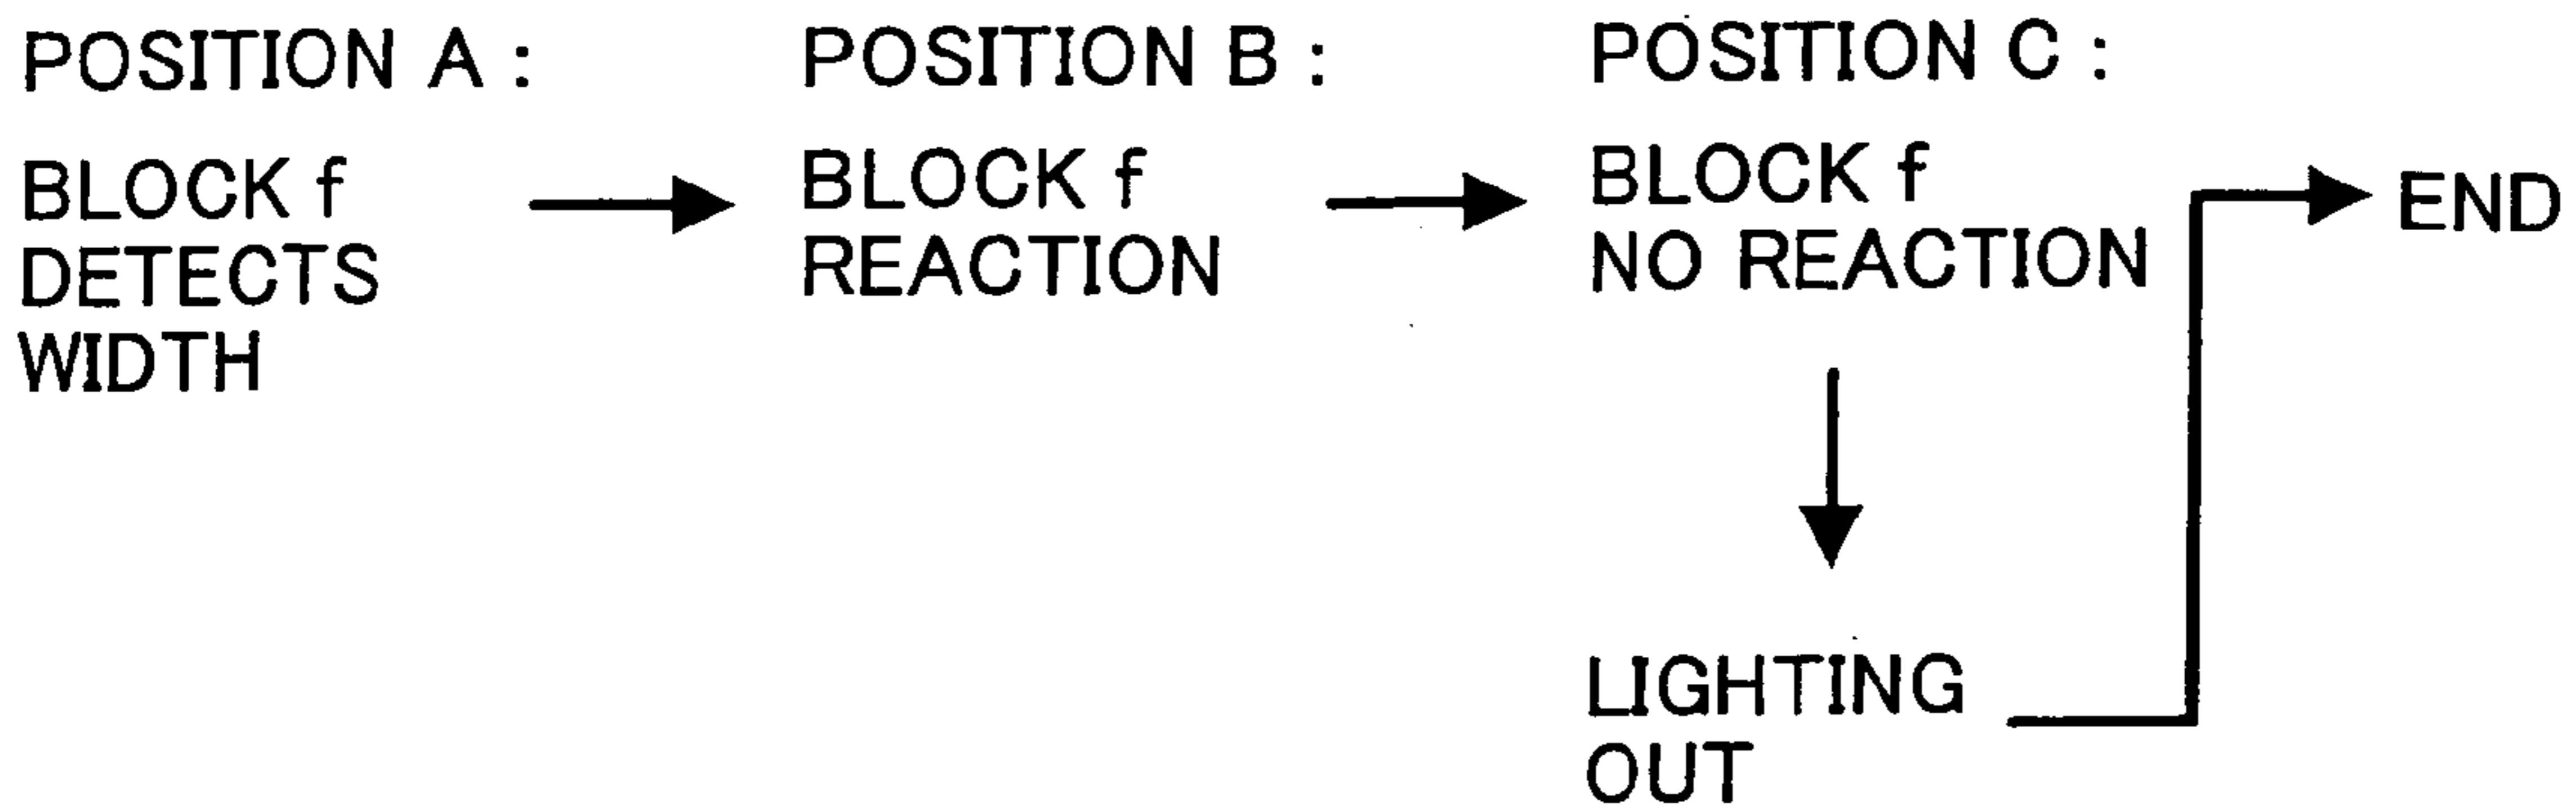 POSITION A :
BLOCK f
DETECTS
WIDTH
POSITION B :
BLOCK f
REACTION
POSITION C :
BLOCK f
NO REACTION
LIGHTING
OUT
END